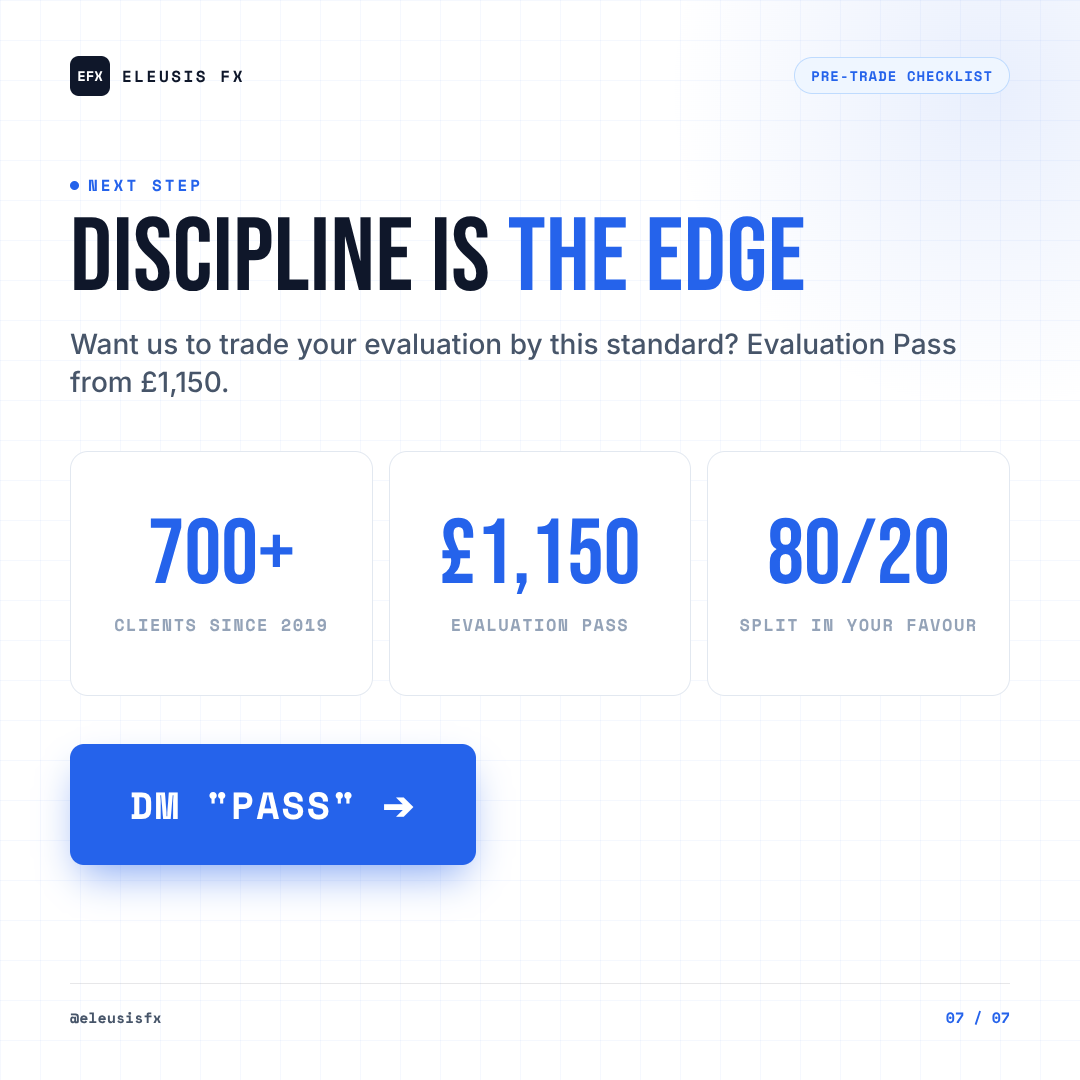 EFX ELEUSIS FX
PRE-TRADE CHECKLIST
NEXT STEP
DISCIPLINE IS THE EDGE
Want us to trade your evaluation by this standard? Evaluation Pass
from £1,150.
700+
CLIENTS SINCE 2019
£1,150
EVALUATION PASS
80/20
SPLIT IN YOUR FAVOUR
DM "PASS" ➔
@eleusisfx
07 / 07